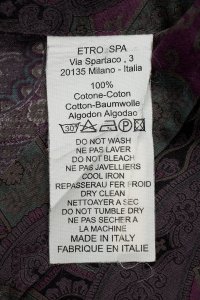 ETRO SPA
Via Spartaco , 3
20135 Milano - Italia
100%
Cotone-Coton
Cotton-Baumwolle
Algodon Algodao
30°
DO NOT WASH
NE PAS LAVER
DO NOT BLEACH
NE PAS JAVELLIERS
COOL IRON
REPASSERAU FER FROID
DRY CLEAN
NETTOAYER A SEC
DO NOT TUMBLE DRY
NE PAS SECHER A
LA MACHINE
MADE IN ITALY
FABRIQUE EN ITALIE